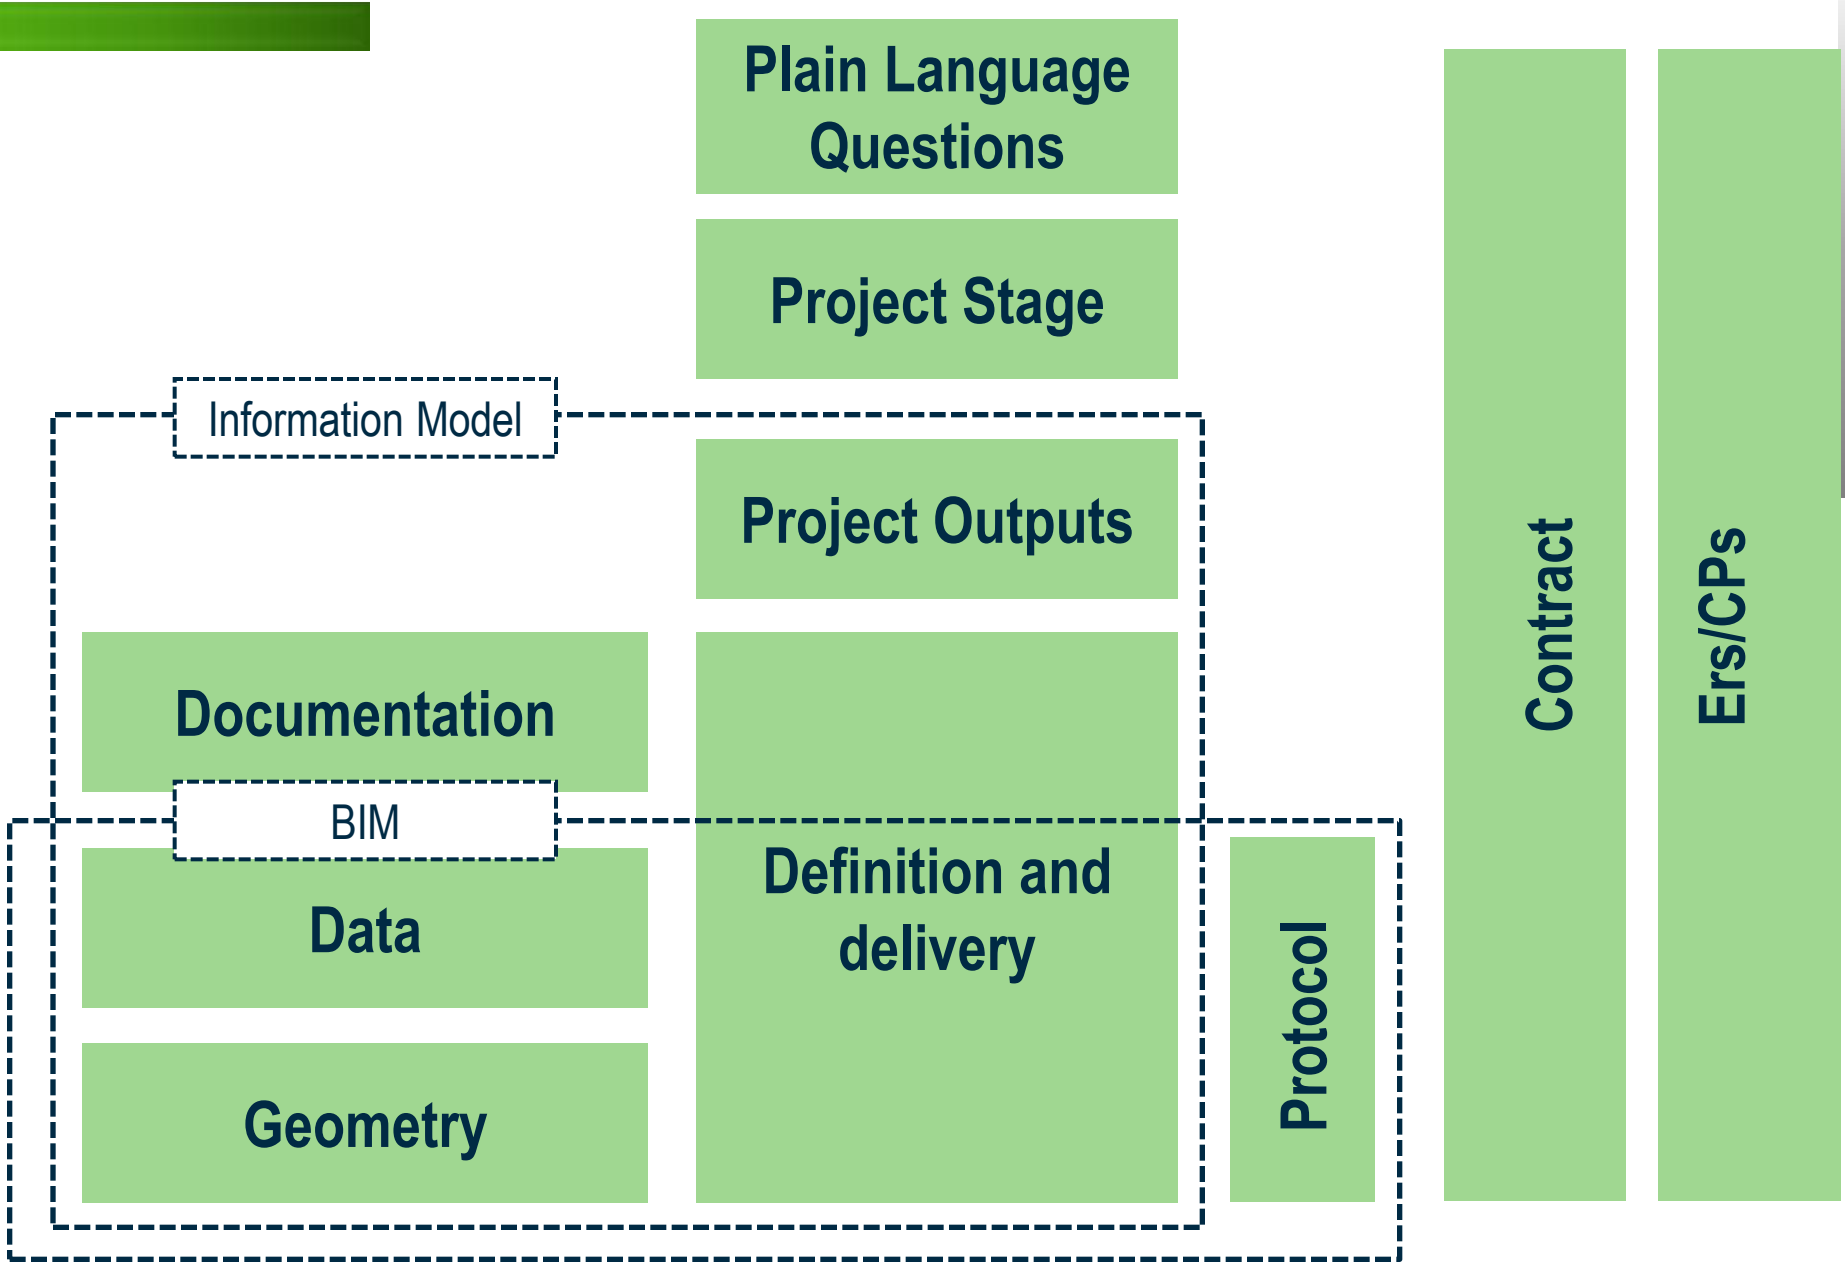 Plain Language
Questions
Project Stage
Information Model
Project Outputs
Documentation
BIM
Data
Definition and
delivery
Geometry
Protocol
Contract
Ers/CPs